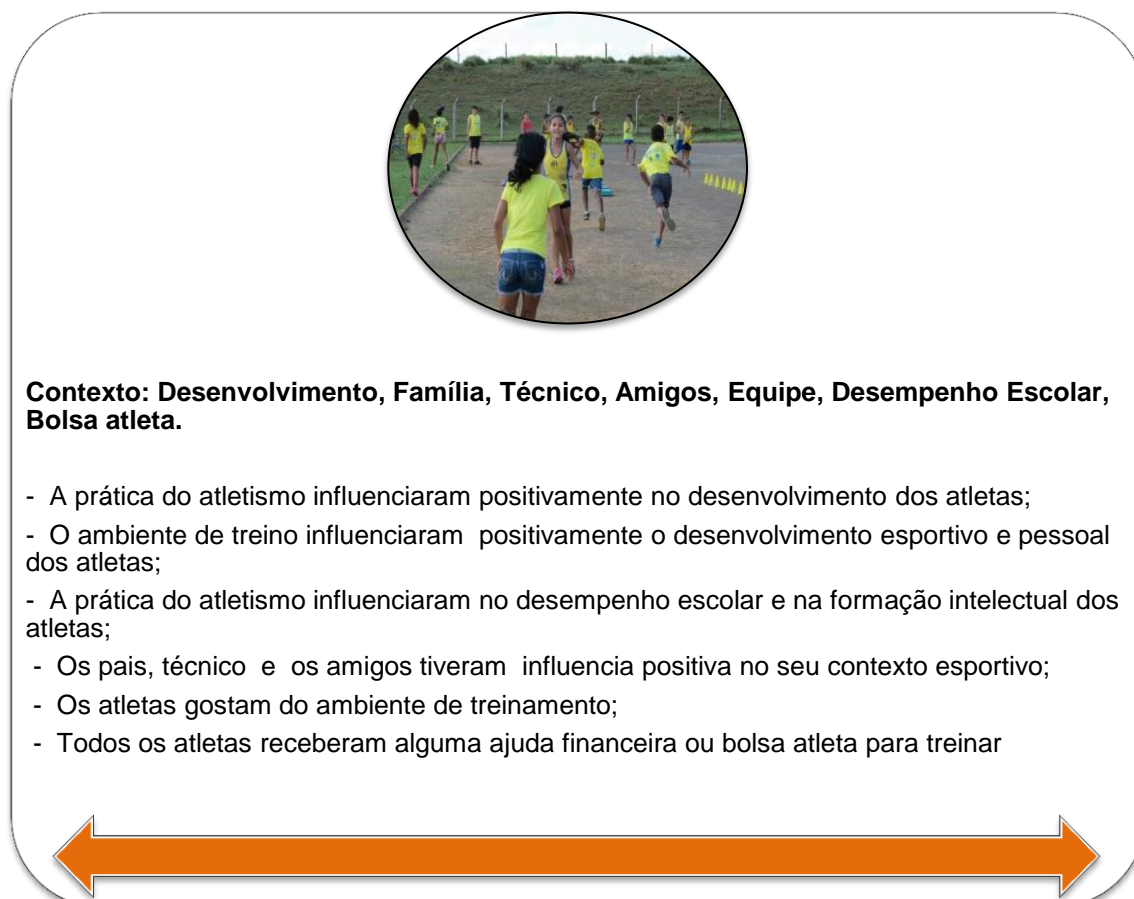 Contexto: Desenvolvimento, Família, Técnico, Amigos, Equipe, Desempenho Escolar,
Bolsa atleta.
- A prática do atletismo influenciaram positivamente no desenvolvimento dos atletas;
- O ambiente de treino influenciaram positivamente o desenvolvimento esportivo e pessoal
dos atletas;
- A prática do atletismo influenciaram no desempenho escolar e na formação intelectual dos
atletas;
- Os pais, técnico e os amigos tiveram influencia positiva no seu contexto esportivo;
- Os atletas gostam do ambiente de treinamento;
- Todos os atletas receberam alguma ajuda financeira ou bolsa atleta para treinar